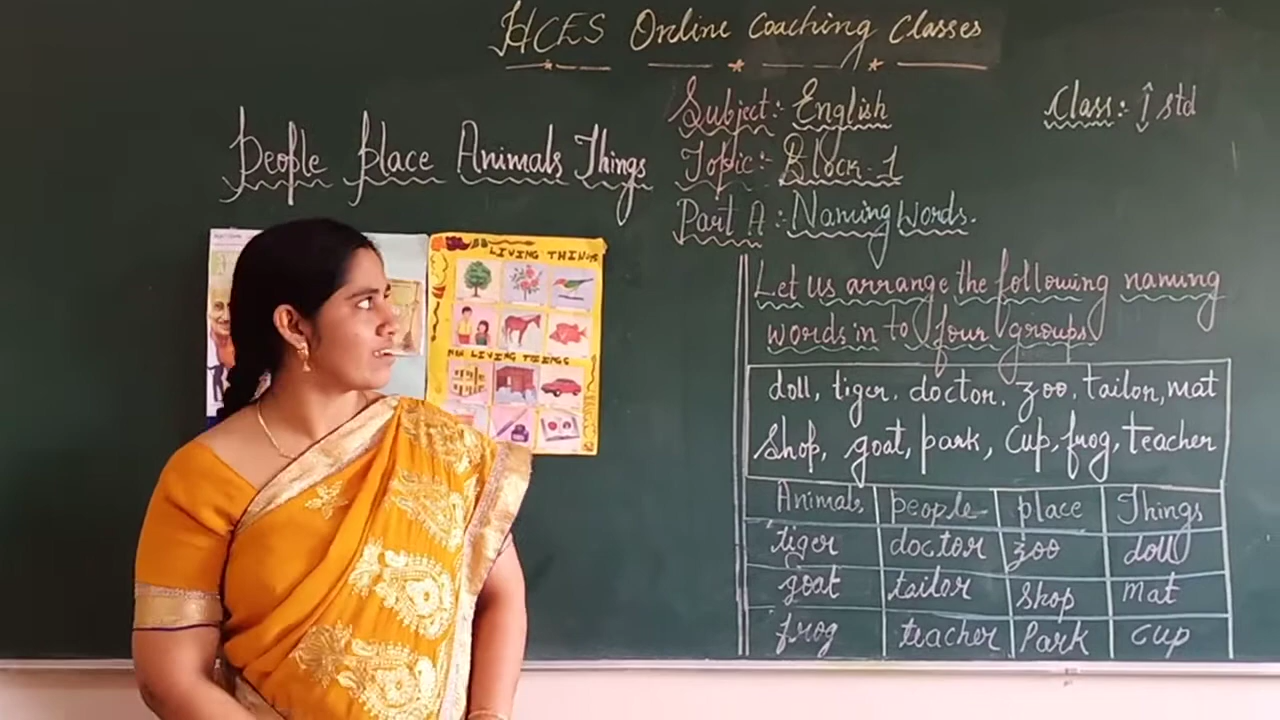 HCES Online Coaching Classes
Subject:- English
Class:- I std
People place Animals Things
Topic:- Block-1
Part A:- Naming words.
LIVING THINGS
NON LIVING THINGS
Let us arrange the following naming
words in to four groups.
doll, tiger, doctor, zoo, tailor, mat
Shop, goat, park, Cup, frog, teacher
Animals people place Things
tiger doctor zoo doll
goat tailor shop mat
frog teacher Park cup